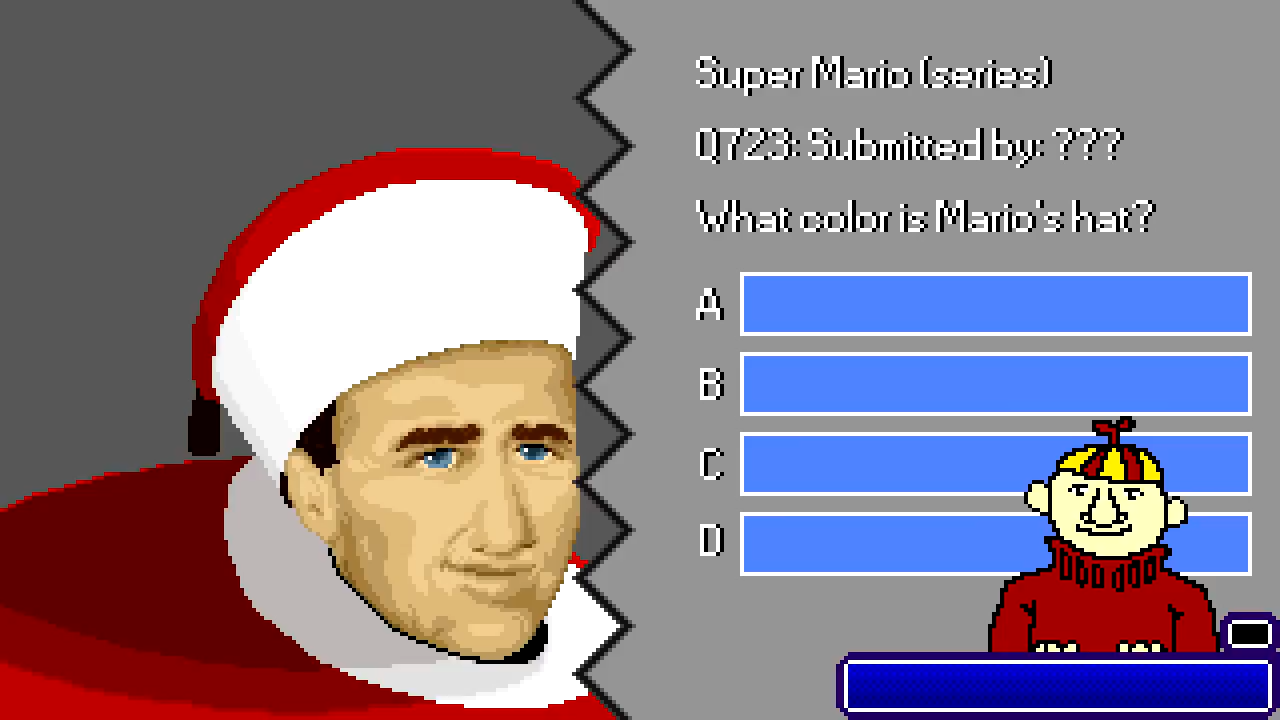 Super Mario (series)
Q723: Submitted by: ???
What color is Mario's hat?
A
B
C
D